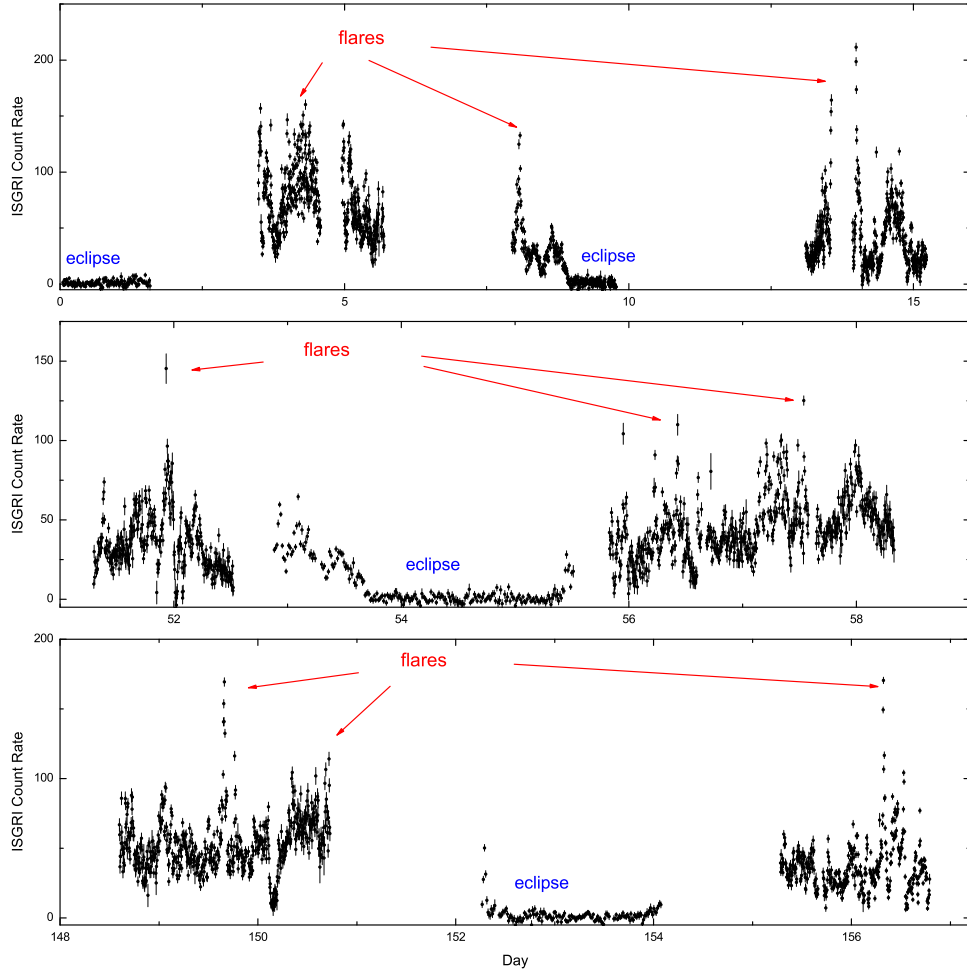 flares
200
100
0
ISGRI Count Rate
eclipse
eclipse
0
5
10
15
flares
150
100
50
0
ISGRI Count Rate
eclipse
52
54
56
58
flares
200
100
0
ISGRI Count Rate
eclipse
148
150
152
154
156
Day